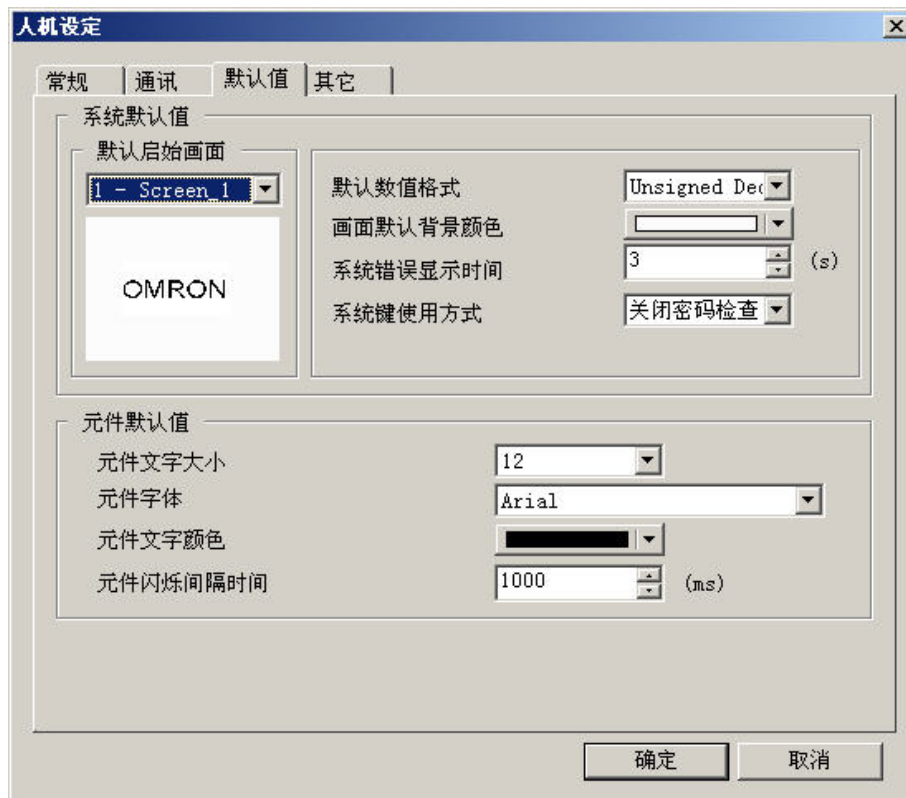 人机设定
常规 通讯 默认值 其它
系统默认值
默认启始画面
1 - Screen_1
OMRON
默认数值格式 Unsigned Dec
画面默认背景颜色
系统错误显示时间 3 (s)
系统键使用方式 关闭密码检查
元件默认值
元件文字大小 12
元件字体 Arial
元件文字颜色
元件闪烁间隔时间 1000 (ms)
确定 取消